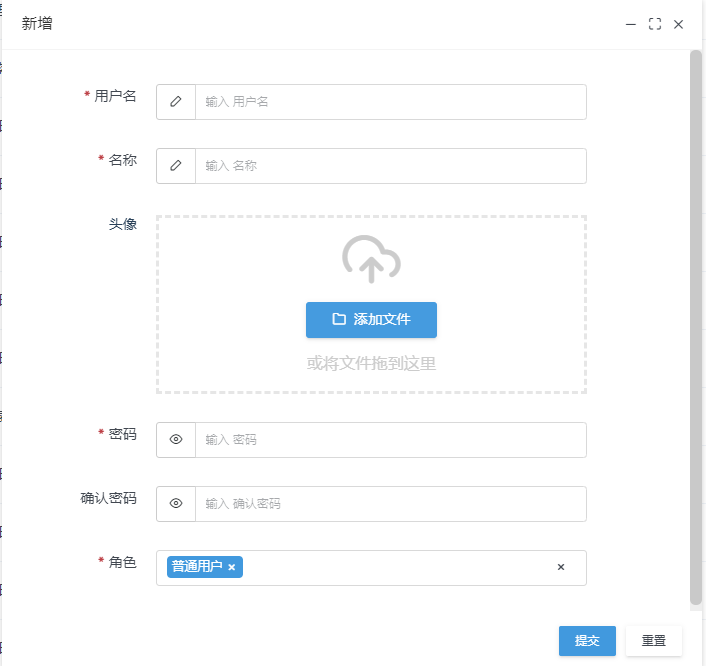 新增
* 用户名
输入 用户名
* 名称
输入 名称
头像
添加文件
或将文件拖到这里
* 密码
输入 密码
确认密码
输入 确认密码
* 角色
普通用户 ×
×
提交
重置